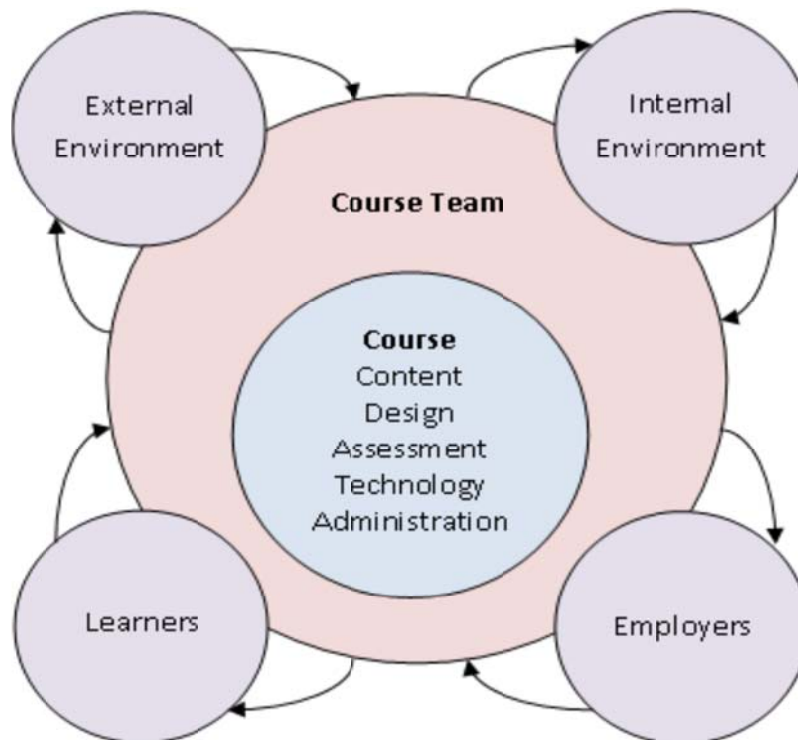 External
Environment
Internal
Environment
Course Team
Course
Content
Design
Assessment
Technology
Administration
Learners
Employers